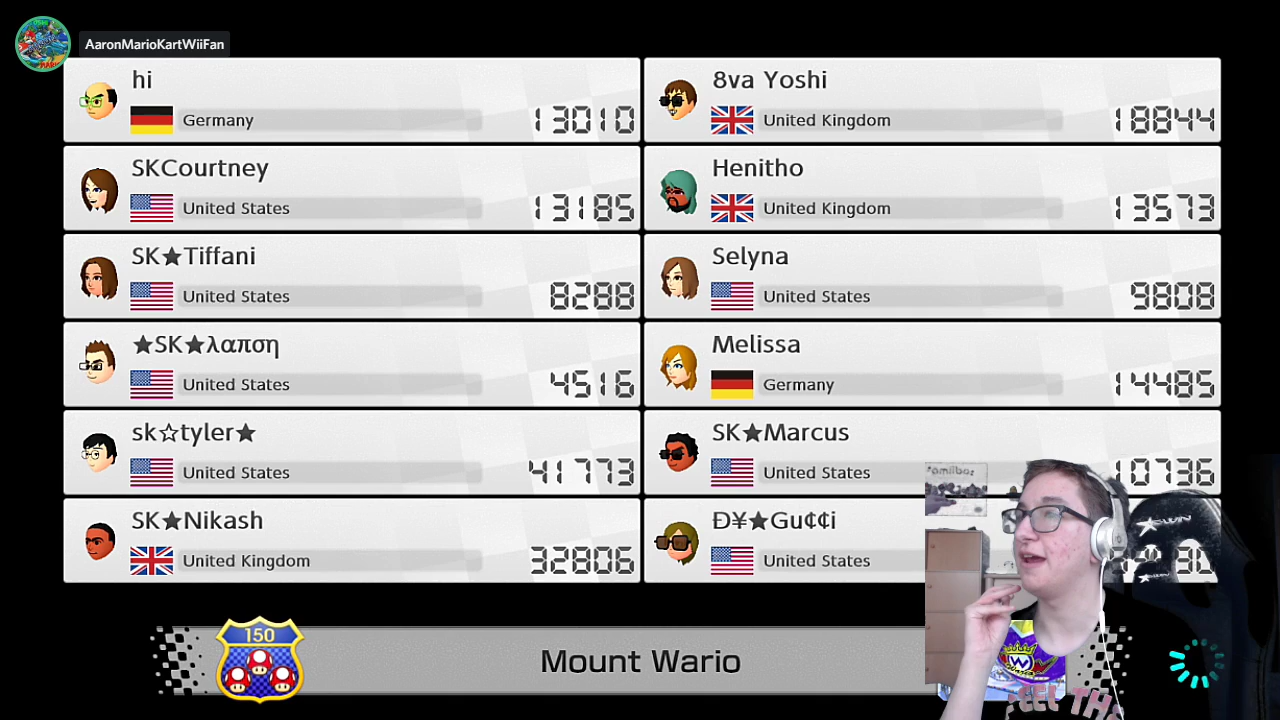 AaronMarioKartWiiFan
hi
Germany
13010
8va Yoshi
United Kingdom
18844
SKCourtney
United States
13185
Henitho
United Kingdom
13573
SK★Tiffani
United States
8288
Selyna
United States
9808
★SK★λαπση
United States
4516
Melissa
Germany
14485
sk☆tyler★
United States
41773
SK★Marcus
United States
10736
SK★Nikash
United Kingdom
32806
Đ¥★Gu¢¢i
United States
150
Mount Wario